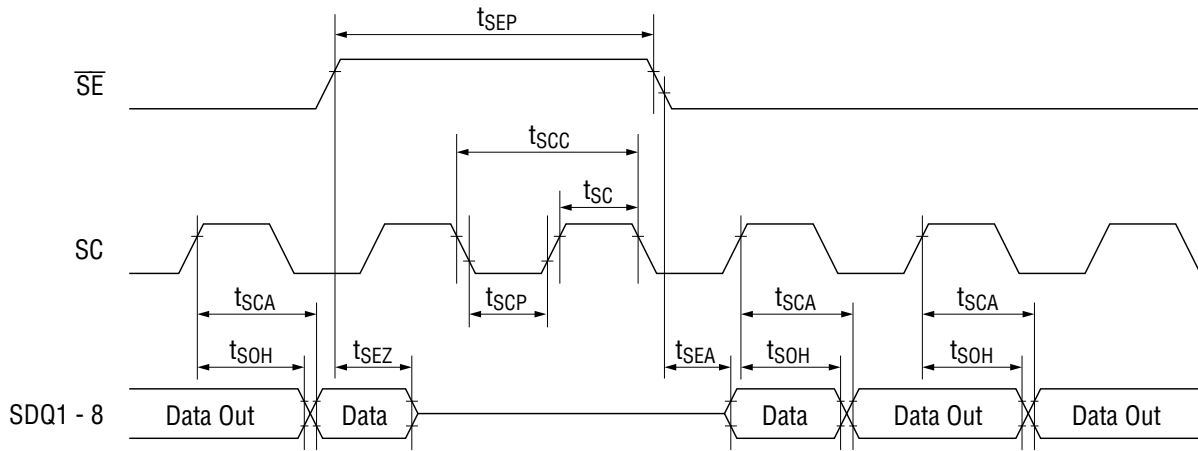 tSEP
SE
tSCC
tSC
SC
tSCP
tSCA tSCA tSCA
tSOH tSEZ tSEA tSOH tSOH
SDQ1 - 8 Data Out Data Data Data Out Data Out